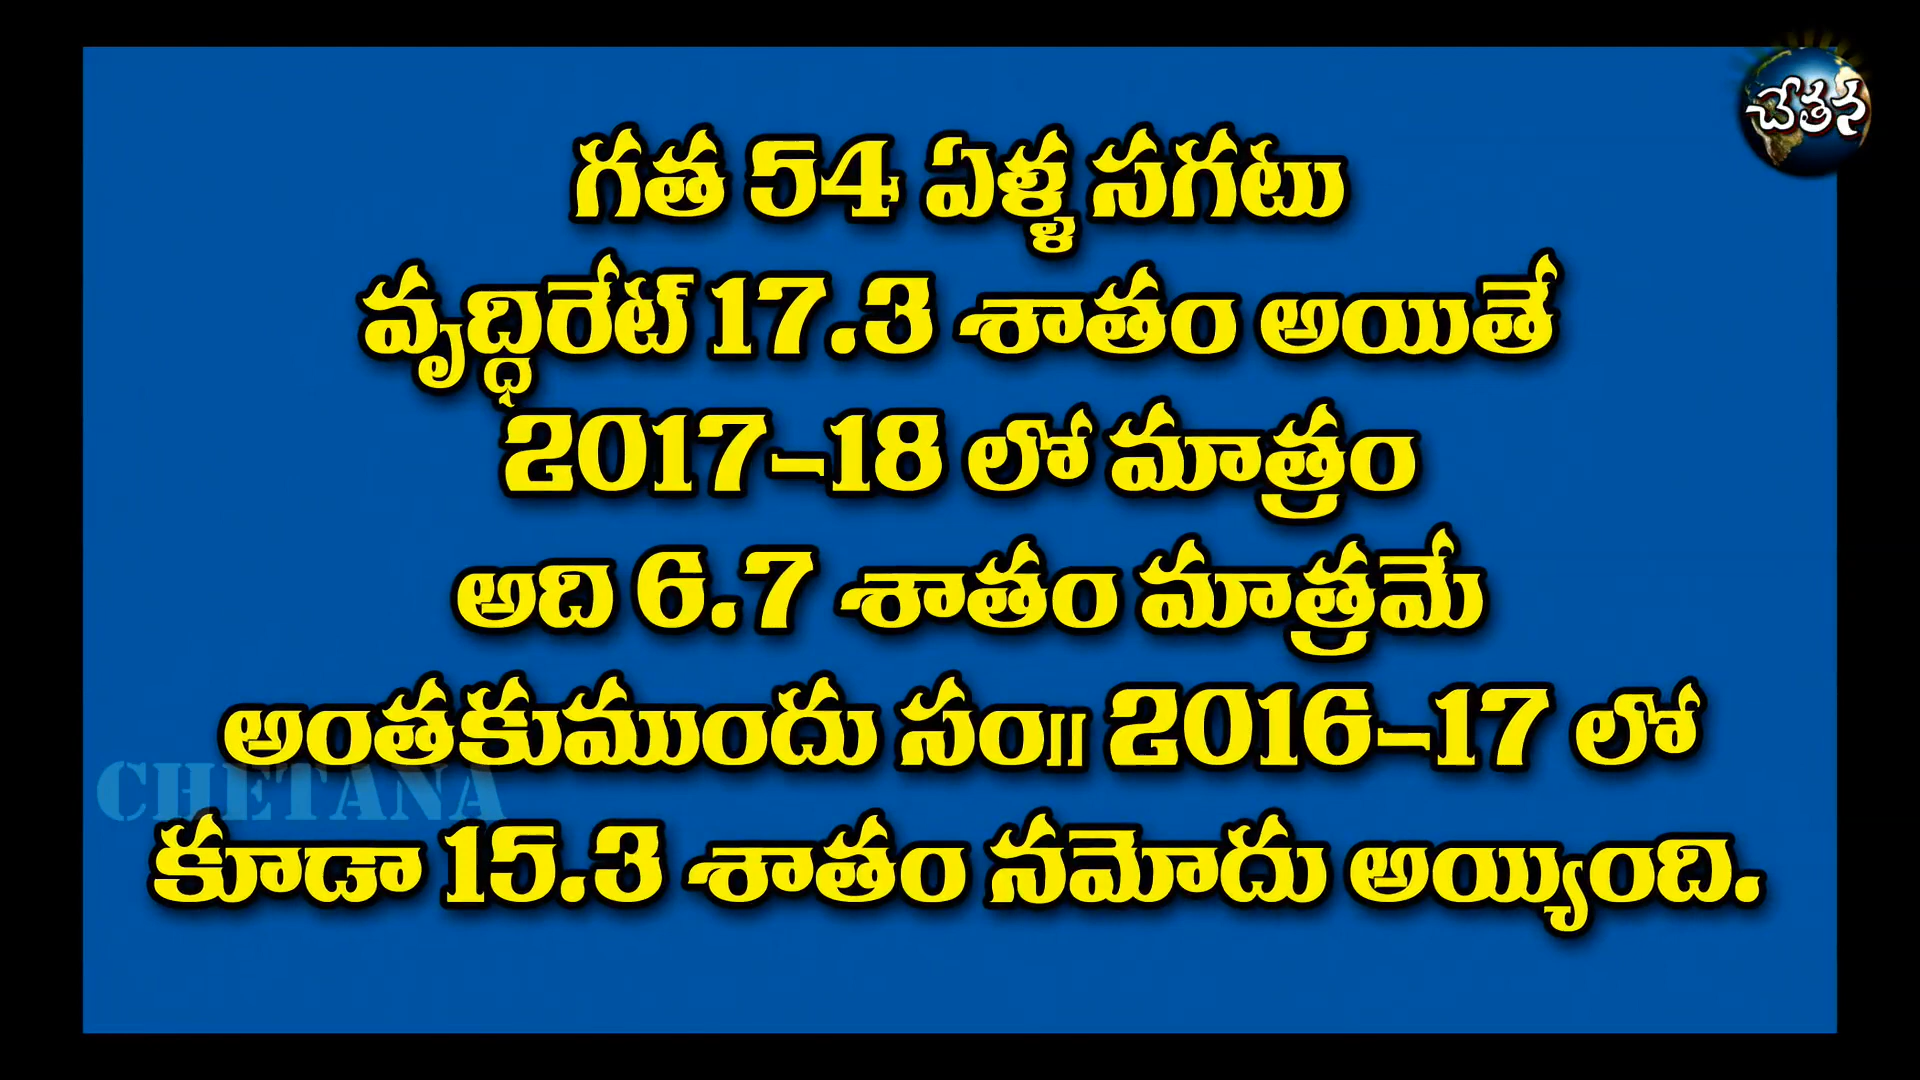 చేతన
గత 54 ఏళ్ళ సగటు
వృద్ధిరేట్ 17.3 శాతం అయితే
2017-18 లో మాత్రం
అది 6.7 శాతం మాత్రమే
అంతకుముందు సం॥ 2016-17 లో
CHETANA
కూడా 15.3 శాతం నమోదు అయ్యింది.